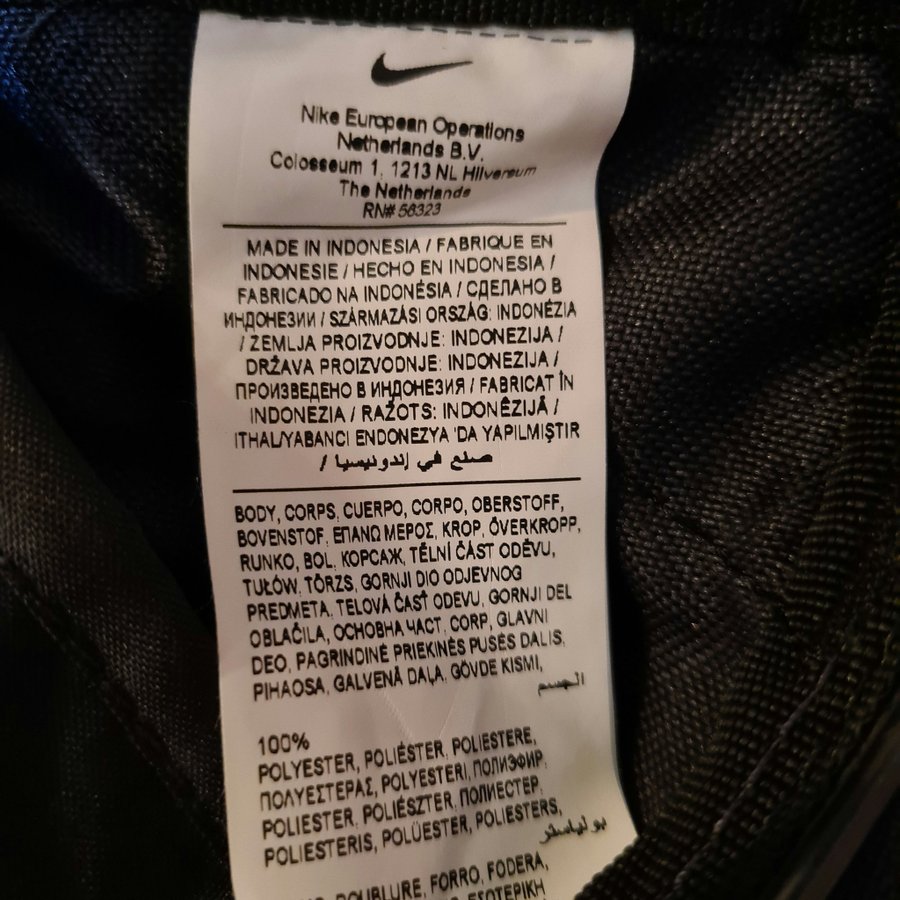 Nike European Operations
Netherlands B.V.
Colosseum 1, 1213 NL Hilversum
The Netherlands
RN# 56323
MADE IN INDONESIA / FABRIQUE EN
INDONESIE / HECHO EN INDONESIA /
FABRICADO NA INDONÉSIA / СДЕЛАНО В
ИНДОНЕЗИИ / SZÁRMAZÁSI ORSZÁG: INDONÉZIA
/ ZEMLJA PROIZVODNJE: INDONEZIJA /
DRŽAVA PROIZVODNJE: INDONEZIJA /
ПРОИЗВЕДЕНО В ИНДОНЕЗИЯ / FABRICAT ÎN
INDONEZIA / RAŽOTS: INDONĒZIJĀ /
ITHAL/YABANCI ENDONEZYA 'DA YAPILMIŞTIR
/ صنع في إندونيسيا
BODY, CORPS, CUERPO, CORPO, OBERSTOFF,
BOVENSTOF, ΕΠΑΝΩ ΜΕΡΟΣ, KROP, ÖVERKROPP,
RUNKO, BOL, КОРСАЖ, TĚLNÍ ČÁST ODĚVU,
TUŁÓW, TÖRZS, GORNJI DIO ODJEVNOG
PREDMETA, TELOVÁ ČASŤ ODEVU, GORNJI DEL
OBLAČILA, ОСНОВНА ЧАСТ, CORP, GLAVNI
DEO, PAGRINDINĖ PRIEKINĖS PUSĖS DALIS,
PIHAOSA, GALVENĀ DAĻA, GÖVDE KISMI,
الجسم
100%
POLYESTER, POLIÉSTER, POLIESTERE,
ΠΟΛΥΕΣΤΕΡΑΣ, POLYESTERI, ПОЛИЭФИР,
POLIESTER, POLIÉSZTER, ПОЛИЕСТЕР,
POLIESTERIS, POLÜESTER, POLIESTERS,
بولياستر
DOUBLURE, FORRO, FODERA,
ΕΣΩΤΕΡΙΚΗ